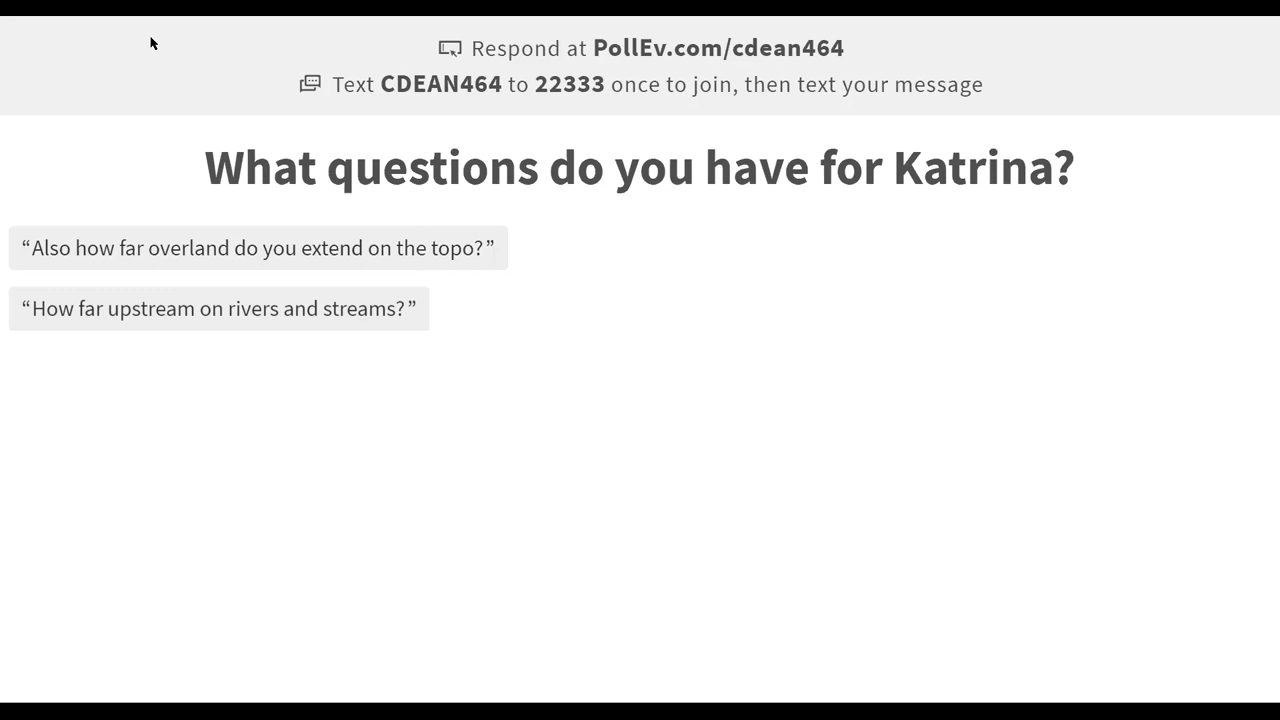 Respond at PollEv.com/cdean464
Text CDEAN464 to 22333 once to join, then text your message
What questions do you have for Katrina?
“Also how far overland do you extend on the topo?”
“How far upstream on rivers and streams?”